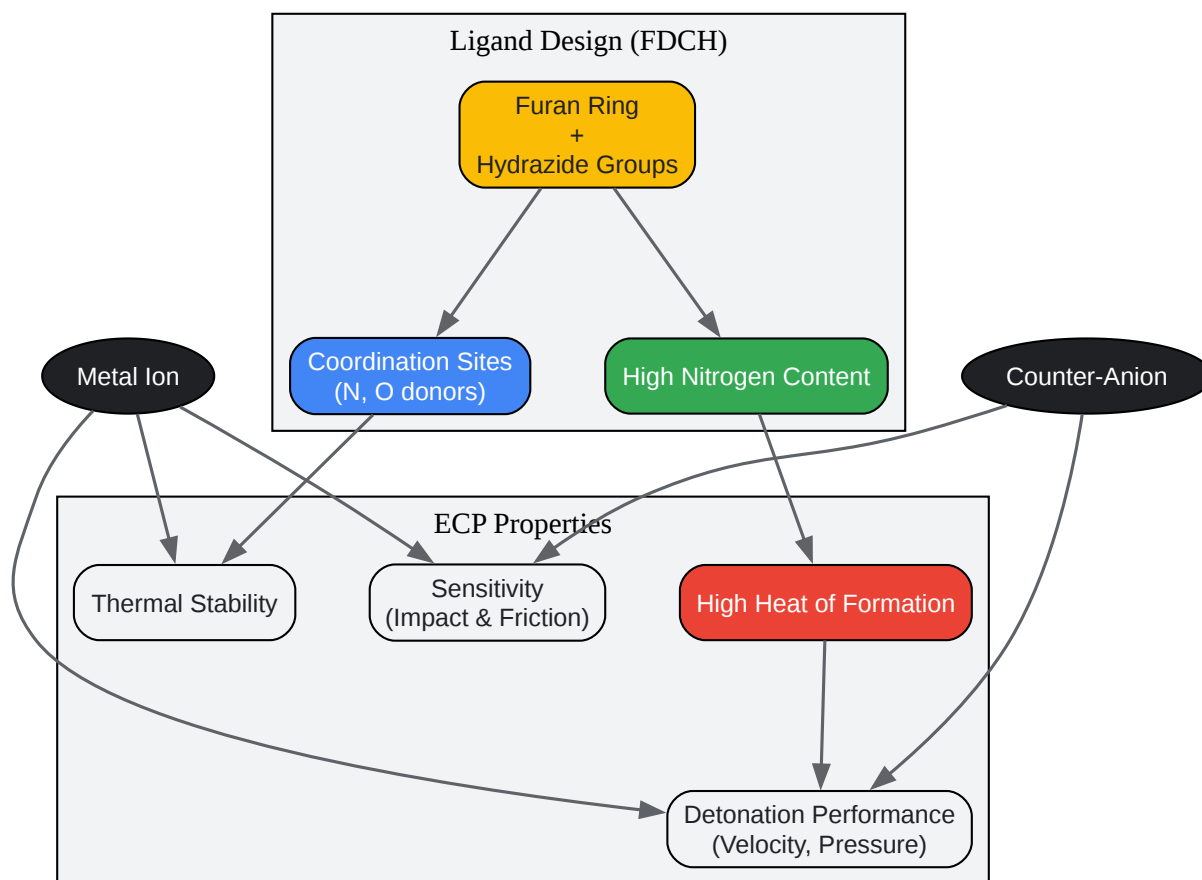 Ligand Design (FDCH)
Furan Ring
+
Hydrazide Groups
Metal Ion
Coordination Sites
(N, O donors)
High Nitrogen Content
Counter-Anion
ECP Properties
Thermal Stability
Sensitivity
(Impact & Friction)
High Heat of Formation
Detonation Performance
(Velocity, Pressure)